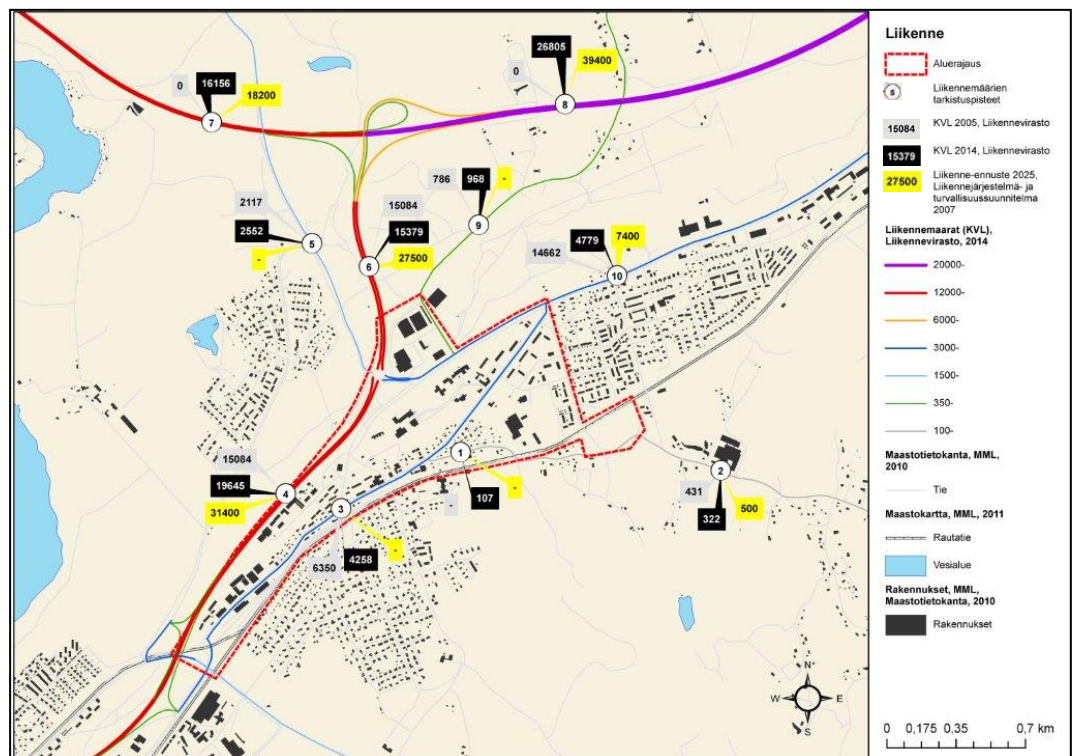 0
16156
18200
7
26805
39400
0
8
786
968
-
9
15084
15379
27500
6
2117
2552
-
5
4779
7400
14662
10
15084
19645
31400
4
1
-
-
107
3
-
6350
4258
2
431
322
500
N
W
E
S
Liikenne
Aluerajaus
6
Liikennemäärien
tarkistuspisteet
15084
KVL 2005, Liikennevirasto
15379
KVL 2014, Liikennevirasto
27500
Liikenne-ennuste 2025,
Liikennejärjestelmä- ja
turvallisuussuunnitelma
2007
Liikennemaarat (KVL),
Liikennevirasto, 2014
20000-
12000-
6000-
3000-
1500-
350-
100-
Maastotietokanta, MML,
2010
Tie
Maastokartta, MML, 2011
Rautatie
Vesialue
Rakennukset, MML,
Maastotietokanta, 2010
Rakennukset
0 0,175 0,35 0,7 km